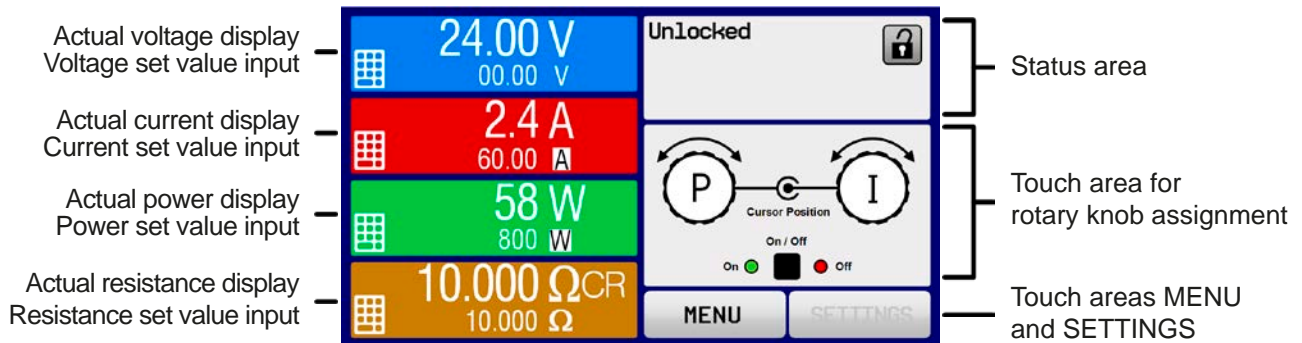 Actual voltage display
Voltage set value input
Actual current display
Current set value input
Actual power display
Power set value input
Actual resistance display
Resistance set value input
24.00 V
00.00 V
2.4 A
60.00 A
58 W
800 W
10.000 ΩCR
10.000 Ω
Unlocked
P
I
Cursor Position
On / Off
On
Off
MENU
SETTINGS
Status area
Touch area for
rotary knob assignment
Touch areas MENU
and SETTINGS